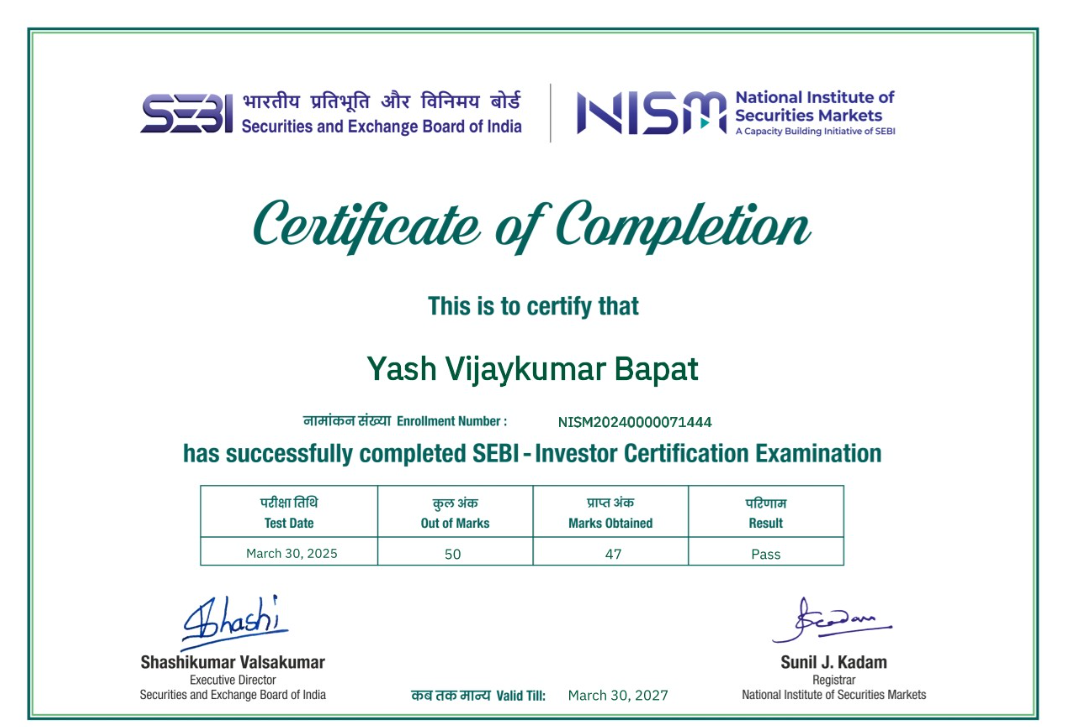 SEBI भारतीय प्रतिभूति और विनिमय बोर्ड
Securities and Exchange Board of India
NISM National Institute of
Securities Markets
A Capacity Building Initiative of SEBI
Certificate of Completion
This is to certify that
Yash Vijaykumar Bapat
नामांकन संख्या Enrollment Number : NISM20240000071444
has successfully completed SEBI - Investor Certification Examination
परीक्षा तिथि कुल अंक प्राप्त अंक परिणाम
Test Date Out of Marks Marks Obtained Result
March 30, 2025 50 47 Pass
Shashi
Shashikumar Valsakumar
Executive Director
Securities and Exchange Board of India
कब तक मान्य Valid Till: March 30, 2027
Sunil J. Kadam
Registrar
National Institute of Securities Markets